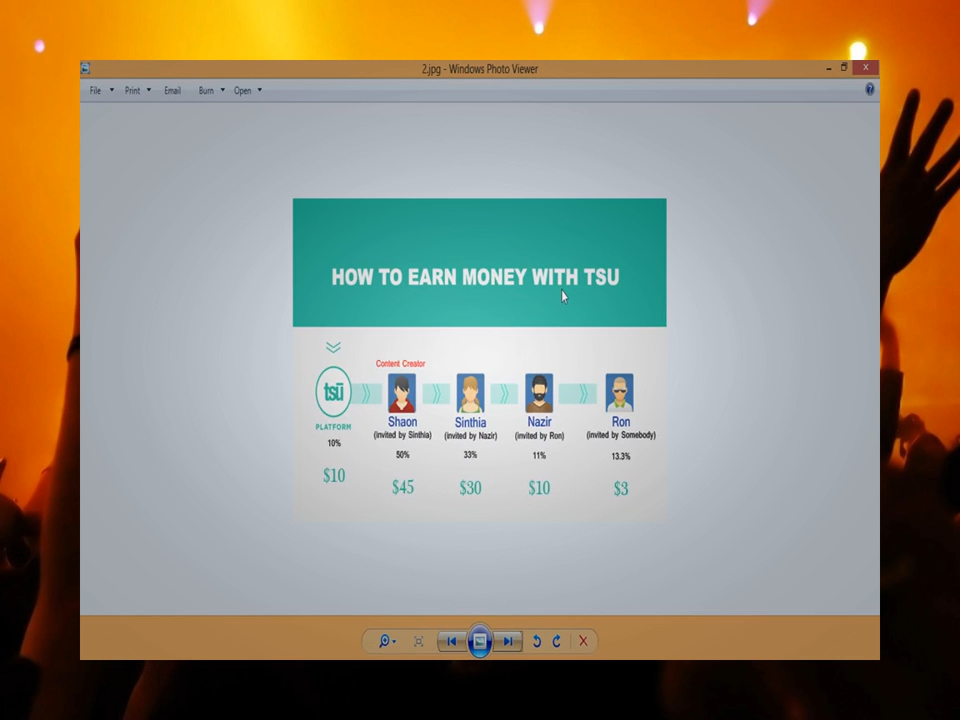 2.jpg - Windows Photo Viewer
File Print Email Burn Open
HOW TO EARN MONEY WITH TSU
Content Creator
tsū
PLATFORM
10%
$10
Shaon
(invited by Sinthia)
50%
$45
Sinthia
(invited by Nazir)
33%
$30
Nazir
(invited by Ron)
11%
$10
Ron
(invited by Somebody)
13.3%
$3